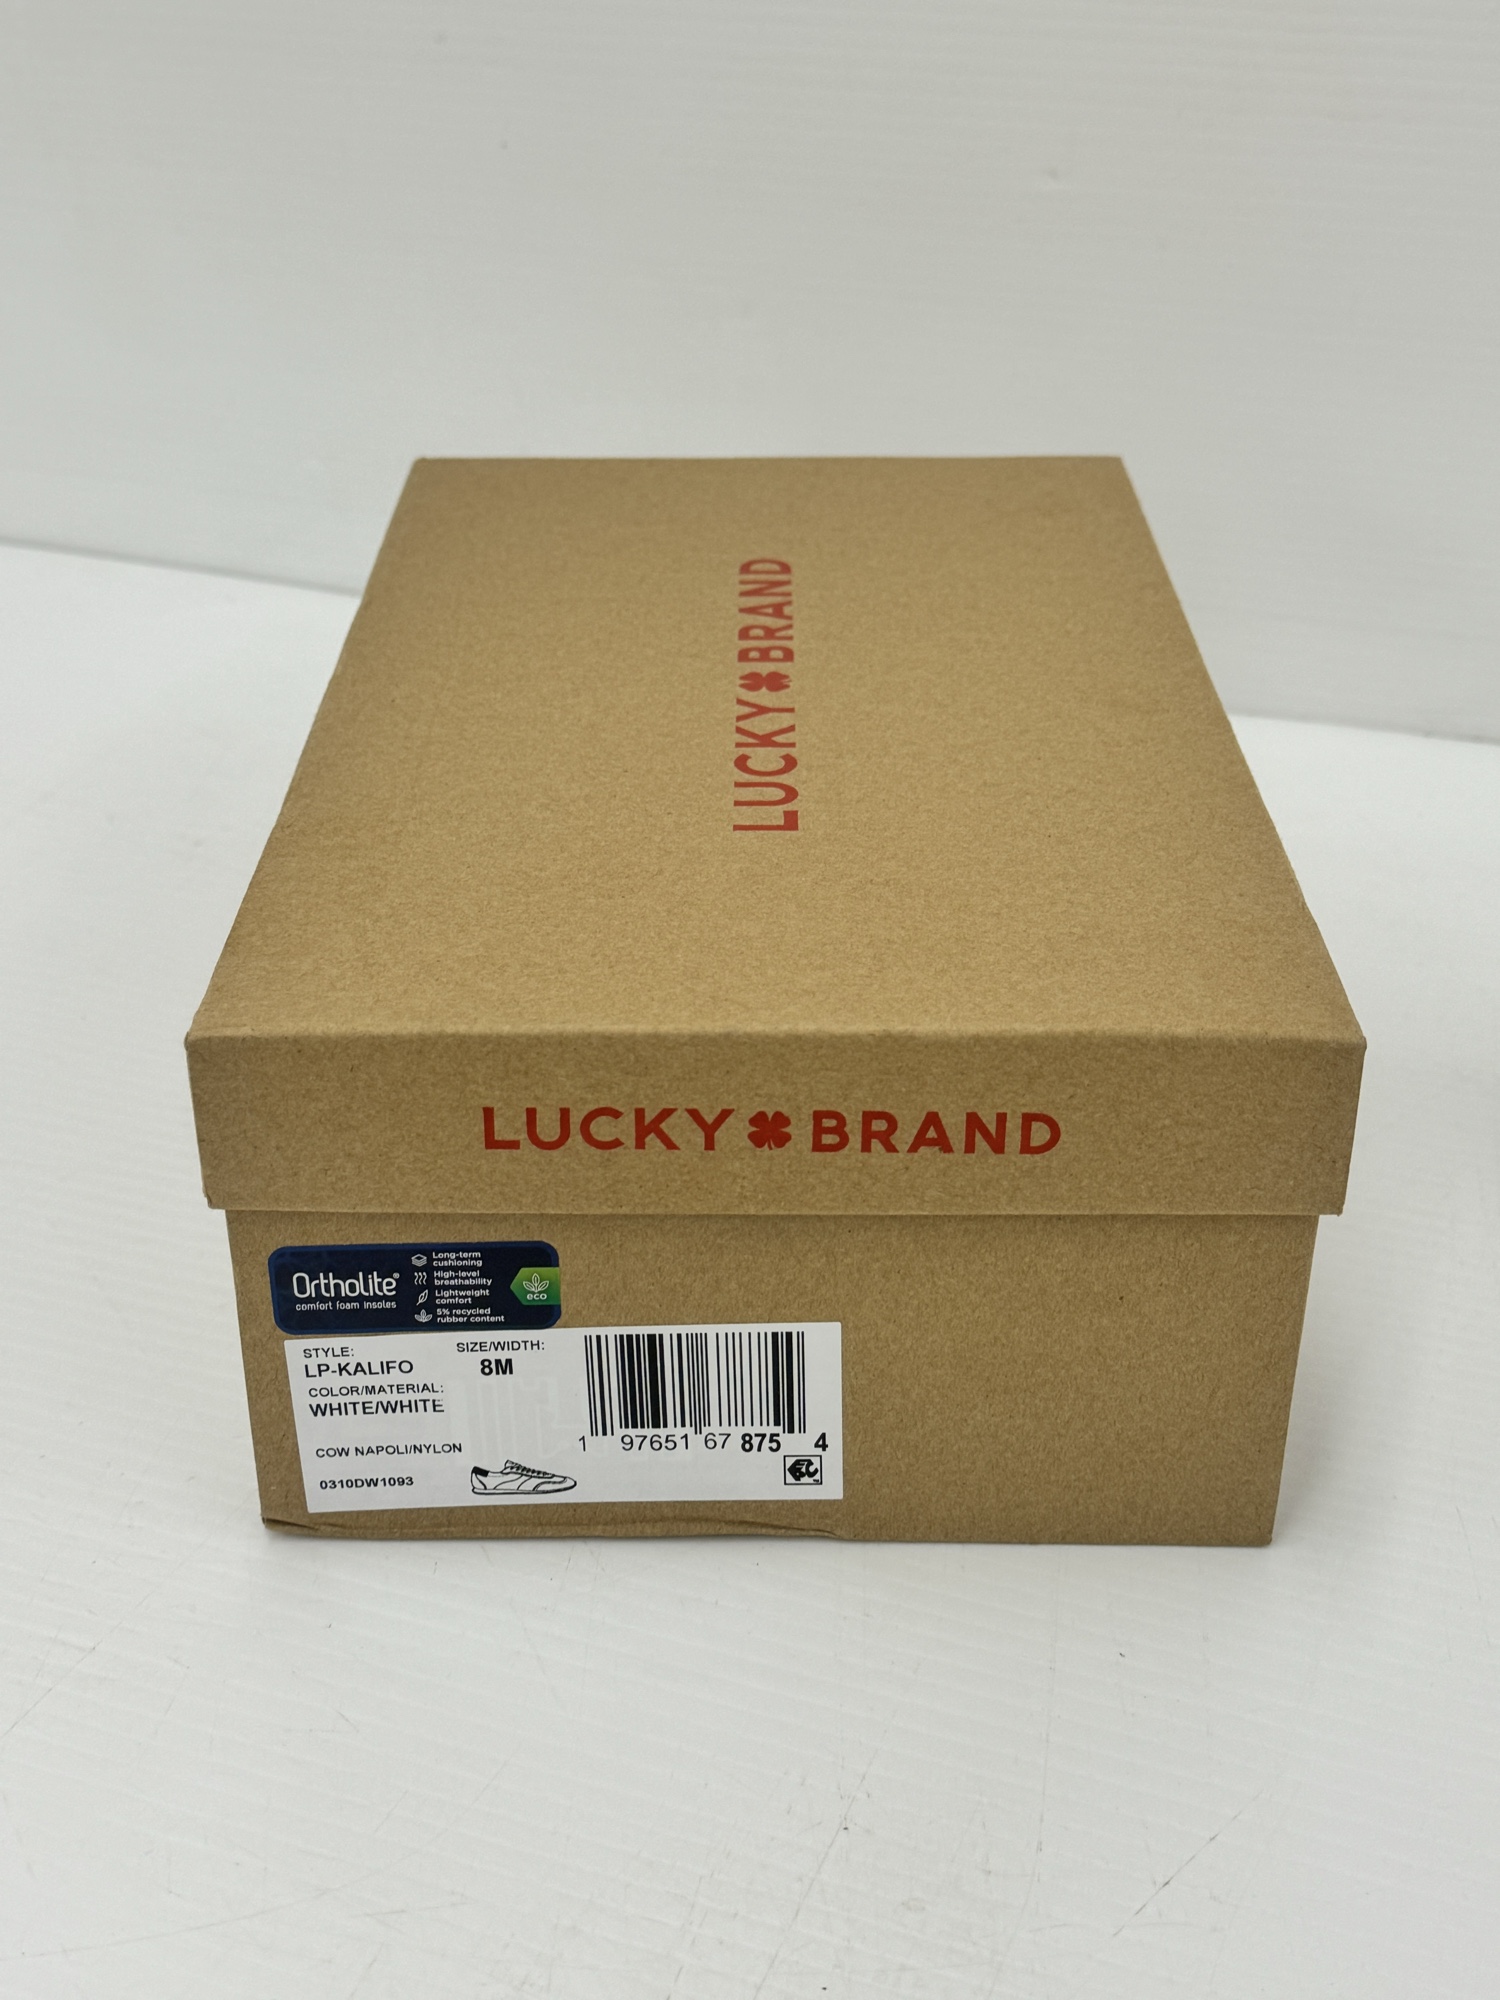 LUCKY BRAND
LUCKY BRAND
OrthoLite®
comfort foam insoles
Long-term
cushioning
High-level
breathability
Lightweight
comfort
5% recycled
rubber content
eco
STYLE:
LP-KALIFO
SIZE/WIDTH:
8M
COLOR/MATERIAL:
WHITE/WHITE
COW NAPOLI/NYLON
0310DW1093
1 97651 67 875 4